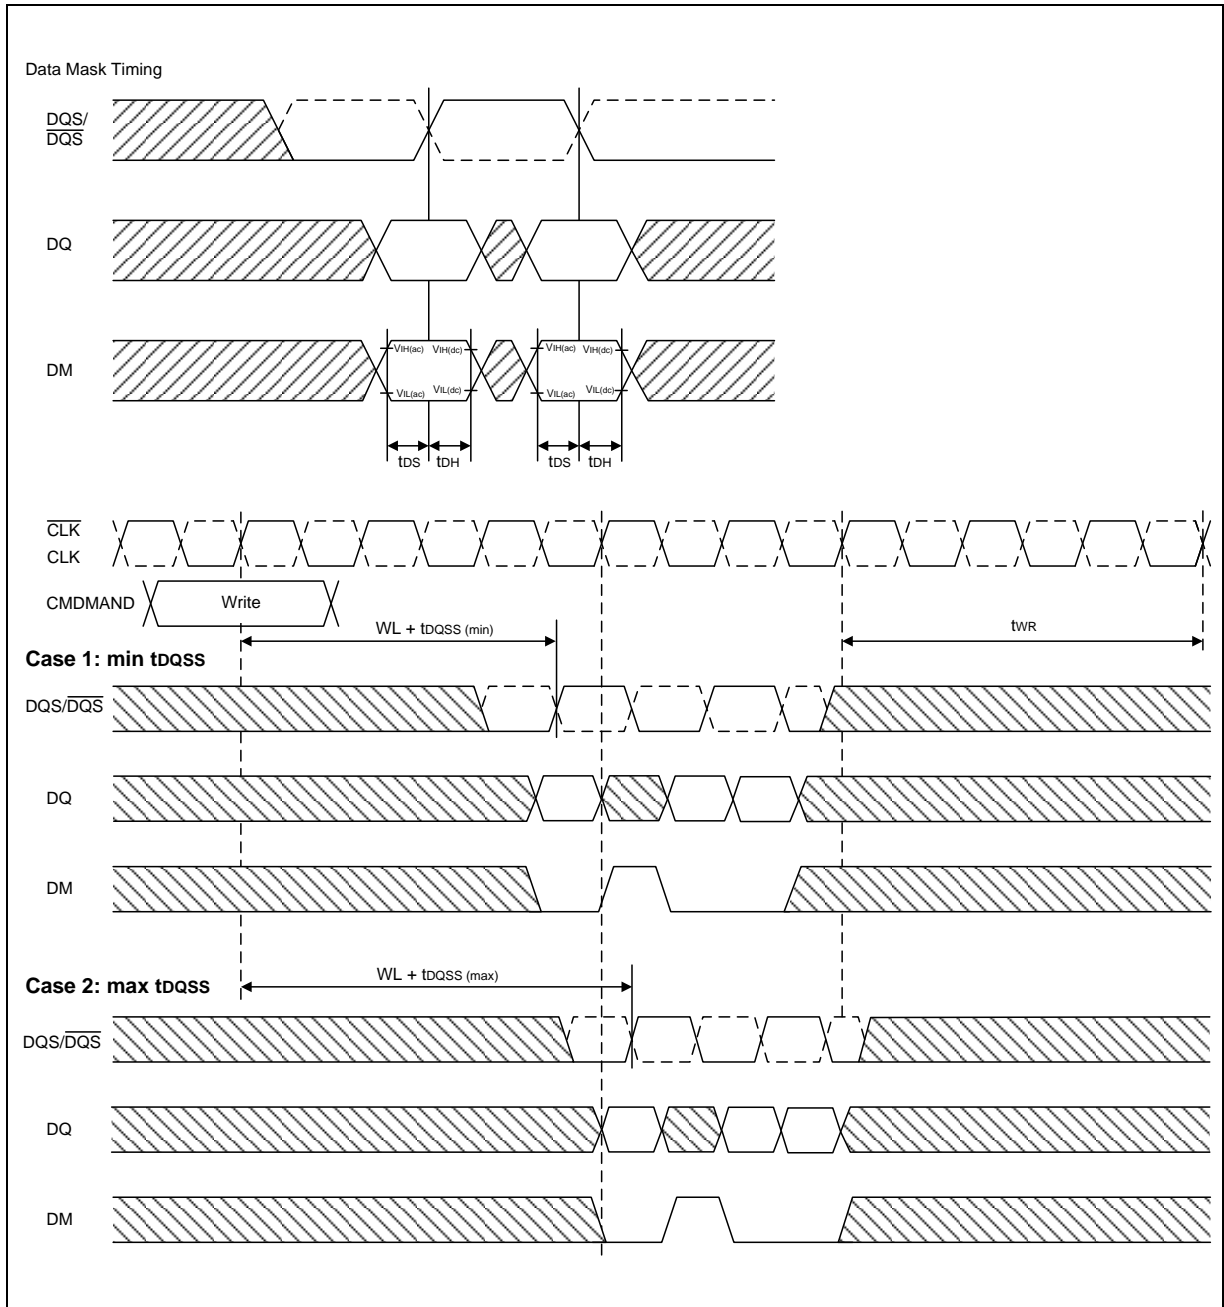 Data Mask Timing
DQS/
DQS
DQ
DM
VIH(ac) VIH(dc) VIH(ac) VIH(dc)
VIL(ac) VIL(dc) VIL(ac) VIL(dc)
tDS tDH tDS tDH
CLK
CLK
CMDMAND Write
WL + tDQSS (min) tWR
Case 1: min tDQSS
DQS/DQS
DQ
DM
Case 2: max tDQSS WL + tDQSS (max)
DQS/DQS
DQ
DM